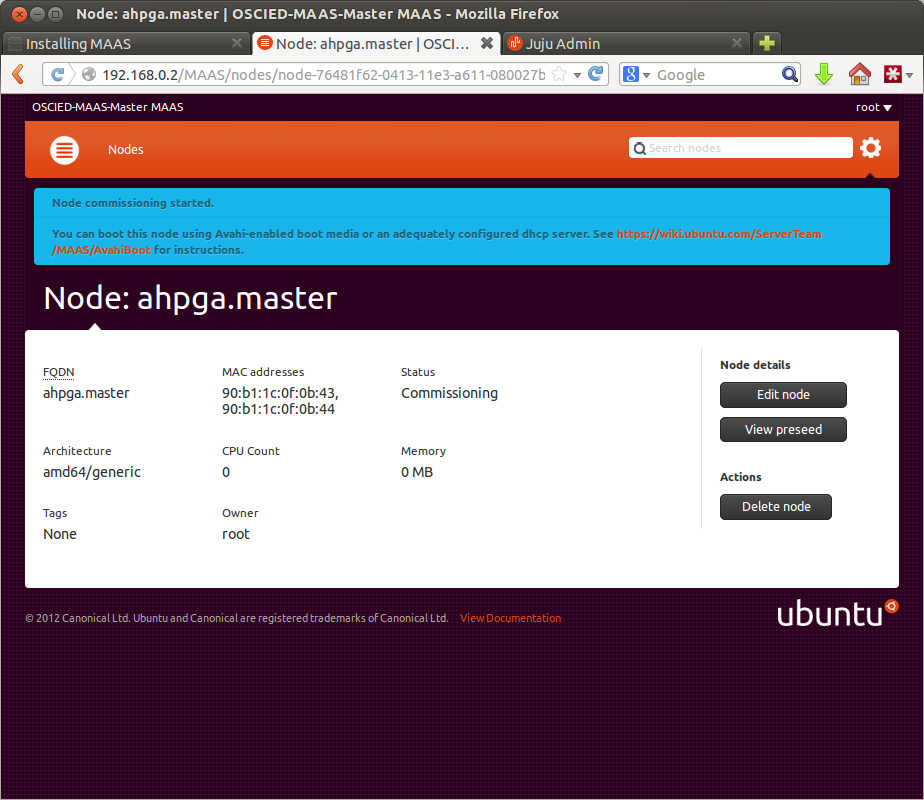 Node: ahpga.master | OSCIED-MAAS-Master MAAS - Mozilla Firefox
Installing MAAS
Node: ahpga.master | OSCI...
Juju Admin
192.168.0.2/MAAS/nodes/node-76481f62-0413-11e3-a611-080027b
Google
OSCIED-MAAS-Master MAAS
root
Nodes
Search nodes
Node commissioning started.
You can boot this node using Avahi-enabled boot media or an adequately configured dhcp server. See https://wiki.ubuntu.com/ServerTeam
/MAAS/AvahiBoot for instructions.
Node: ahpga.master
FQDN
ahpga.master
MAC addresses
90:b1:1c:0f:0b:43,
90:b1:1c:0f:0b:44
Status
Commissioning
Architecture
amd64/generic
CPU Count
0
Memory
0 MB
Tags
None
Owner
root
Node details
Edit node
View preseed
Actions
Delete node
© 2012 Canonical Ltd. Ubuntu and Canonical are registered trademarks of Canonical Ltd. View Documentation
ubuntu